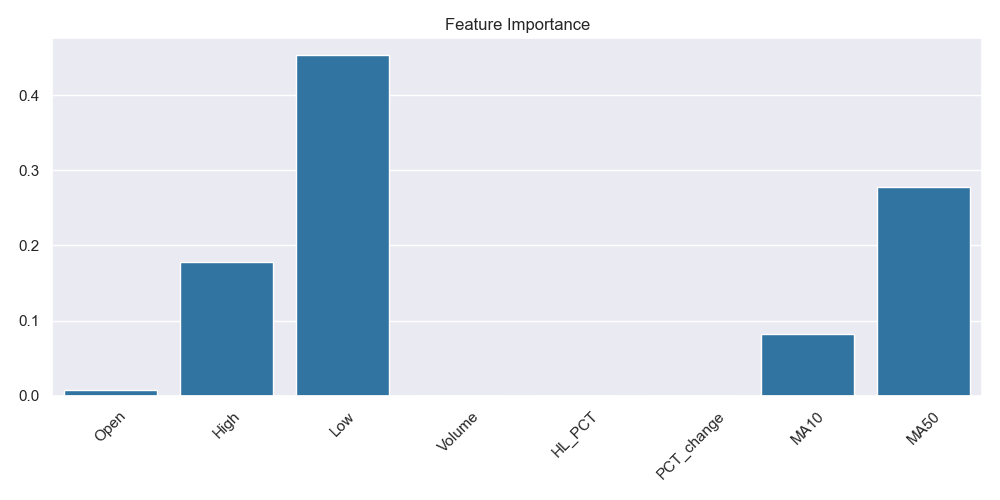 Feature Importance
0.4
0.3
0.2
0.1
0.0
Open
High
Low
Volume
HL_PCT
PCT_change
MA10
MA50